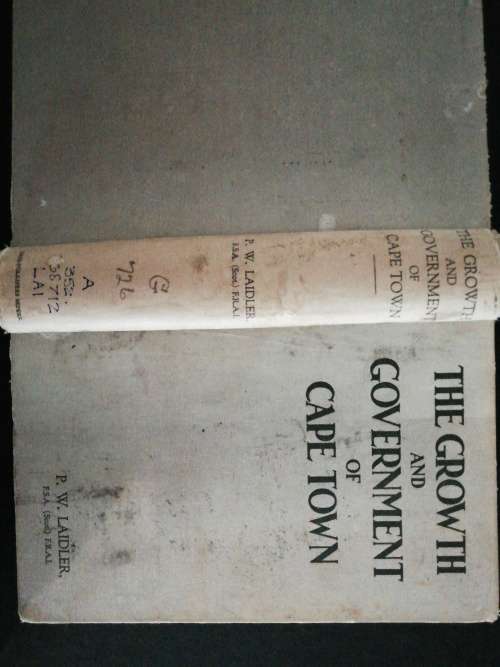 THE GROWTH
AND
GOVERNMENT
OF
CAPE TOWN
P. W. LAIDLER,
F.S.A. (Scot.) F.R.A.I.
THE GROWTH
AND
GOVERNMENT
OF
CAPE TOWN
P. W. LAIDLER
F.S.A. (Scot.) F.R.A.I.
G
726
A
38712
LAI